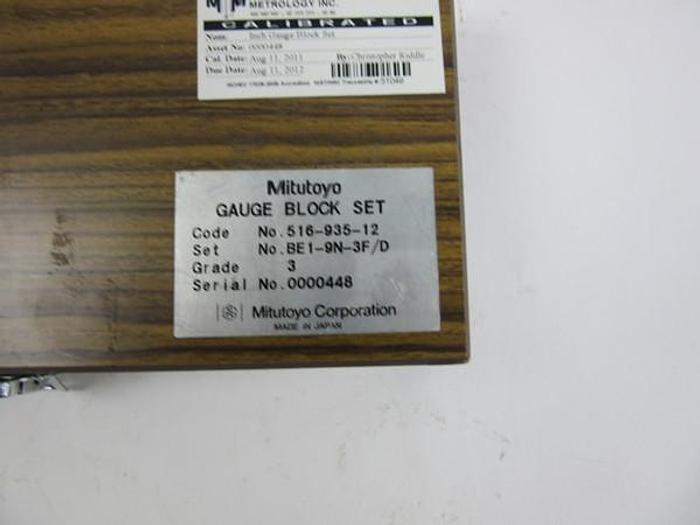 METROLOGY INC.
CALIBRATED
Nom. Inch Gauge Block Set
Asset No. 0000448
Cal. Date: Aug 11, 2011 By: Christopher Riddle
Due Date: Aug 11, 2012
Mitutoyo
GAUGE BLOCK SET
Code No. 516-935-12
Set No. BE1-9N-3F/D
Grade 3
Serial No. 0000448
Mitutoyo Corporation
MADE IN JAPAN